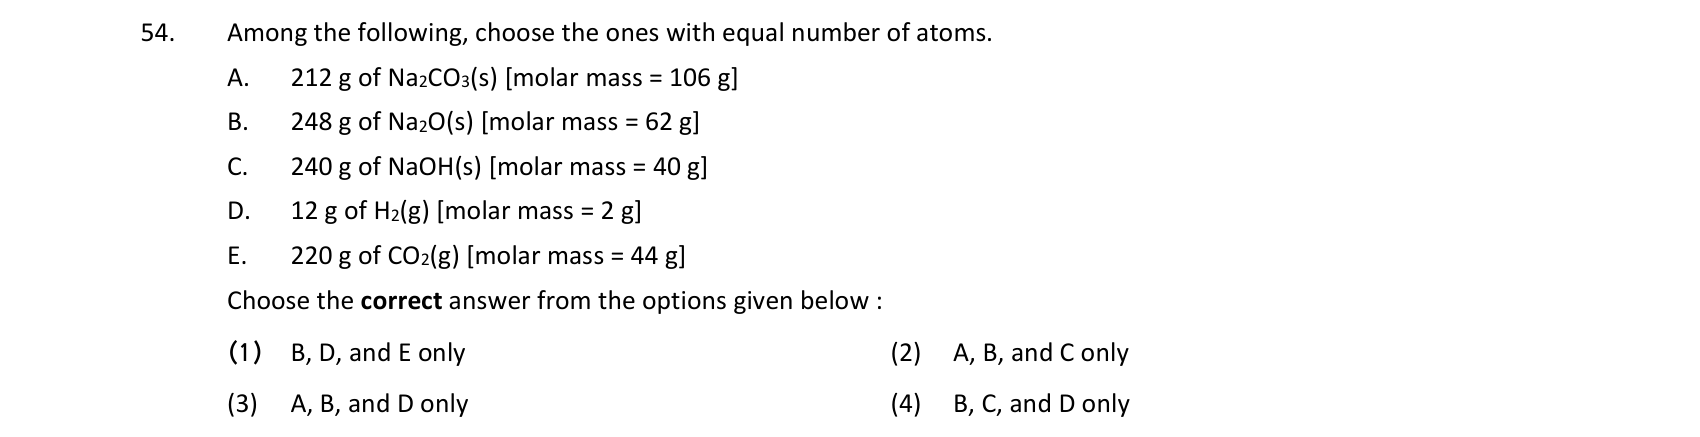 54. Among the following, choose the ones with equal number of atoms.
A. 212 g of Na₂CO₃(s) [molar mass = 106 g]
B. 248 g of Na₂O(s) [molar mass = 62 g]
C. 240 g of NaOH(s) [molar mass = 40 g]
D. 12 g of H₂(g) [molar mass = 2 g]
E. 220 g of CO₂(g) [molar mass = 44 g]
Choose the correct answer from the options given below :
(1) B, D, and E only (2) A, B, and C only
(3) A, B, and D only (4) B, C, and D only